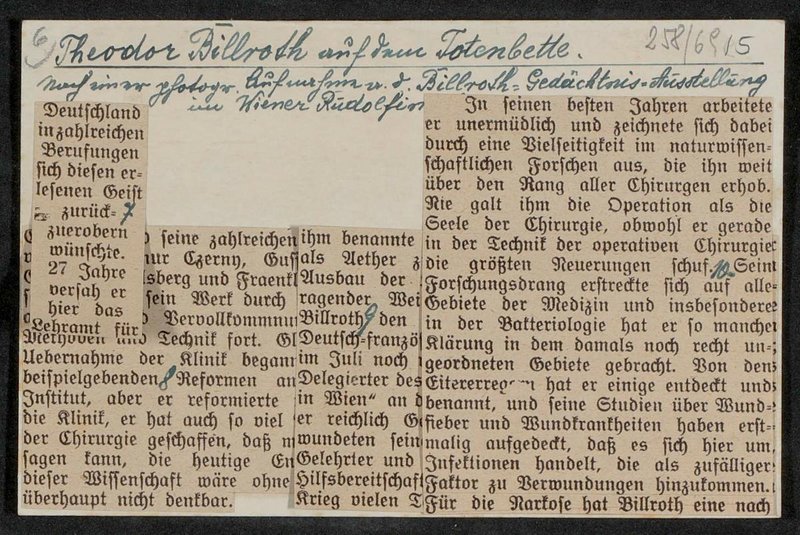 6) Theodor Billroth auf dem Totenbette.
258/6915
Nach einer photogr. Aufnahme a. d. Billroth-Gedächtnis-Ausstellung
im Wiener Rudolfin
Deutschland
in zahlreichen
Berufungen
sich diesen er-
lesenen Geist
zurück- 7
zuerobern
wünschte.
27 Jahre
versah er
hier das
Lehramt für
seine zahlreichen
nur Czerny, Guss
sberg und Fraenkl
sein Werk durch
Vervollkommnu
Methoden und Technik fort. Gl
Uebernahme der Klinik begann
beispielgebenden 8 Reformen an
Institut, aber er reformierte
die Klinik, er hat auch so viel
der Chirurgie geschaffen, daß m
sagen kann, die heutige En
dieser Wissenschaft wäre ohne
überhaupt nicht denkbar.
ihm benannte
als Aether z
Ausbau der
ragender Wei
Billroth 9 den
Deutsch-französ
im Juli noch
Delegierter des
in Wien" an d
er reichlich G
wundeten sein
Gelehrter und
Hilfsbereitschaf
Krieg vielen T
In seinen besten Jahren arbeitete
er unermüdlich und zeichnete sich dabei
durch eine Vielseitigkeit im naturwissen-
schaftlichen Forschen aus, die ihn weit
über den Rang aller Chirurgen erhob.
Nie galt ihm die Operation als die
Seele der Chirurgie, obwohl er gerade
in der Technik der operativen Chirurgie
die größten Neuerungen schuf. 10. Sein
Forschungsdrang erstreckte sich auf alle
Gebiete der Medizin und insbesondere
in der Bakteriologie hat er so manche
Klärung in dem damals noch recht un-
geordneten Gebiete gebracht. Von den
Eitererregern hat er einige entdeckt und
benannt, und seine Studien über Wund-
fieber und Wundkrankheiten haben erst-
malig aufgedeckt, daß es sich hier um
Infektionen handelt, die als zufälliger
Faktor zu Verwundungen hinzukommen.
Für die Narkose hat Billroth eine nach